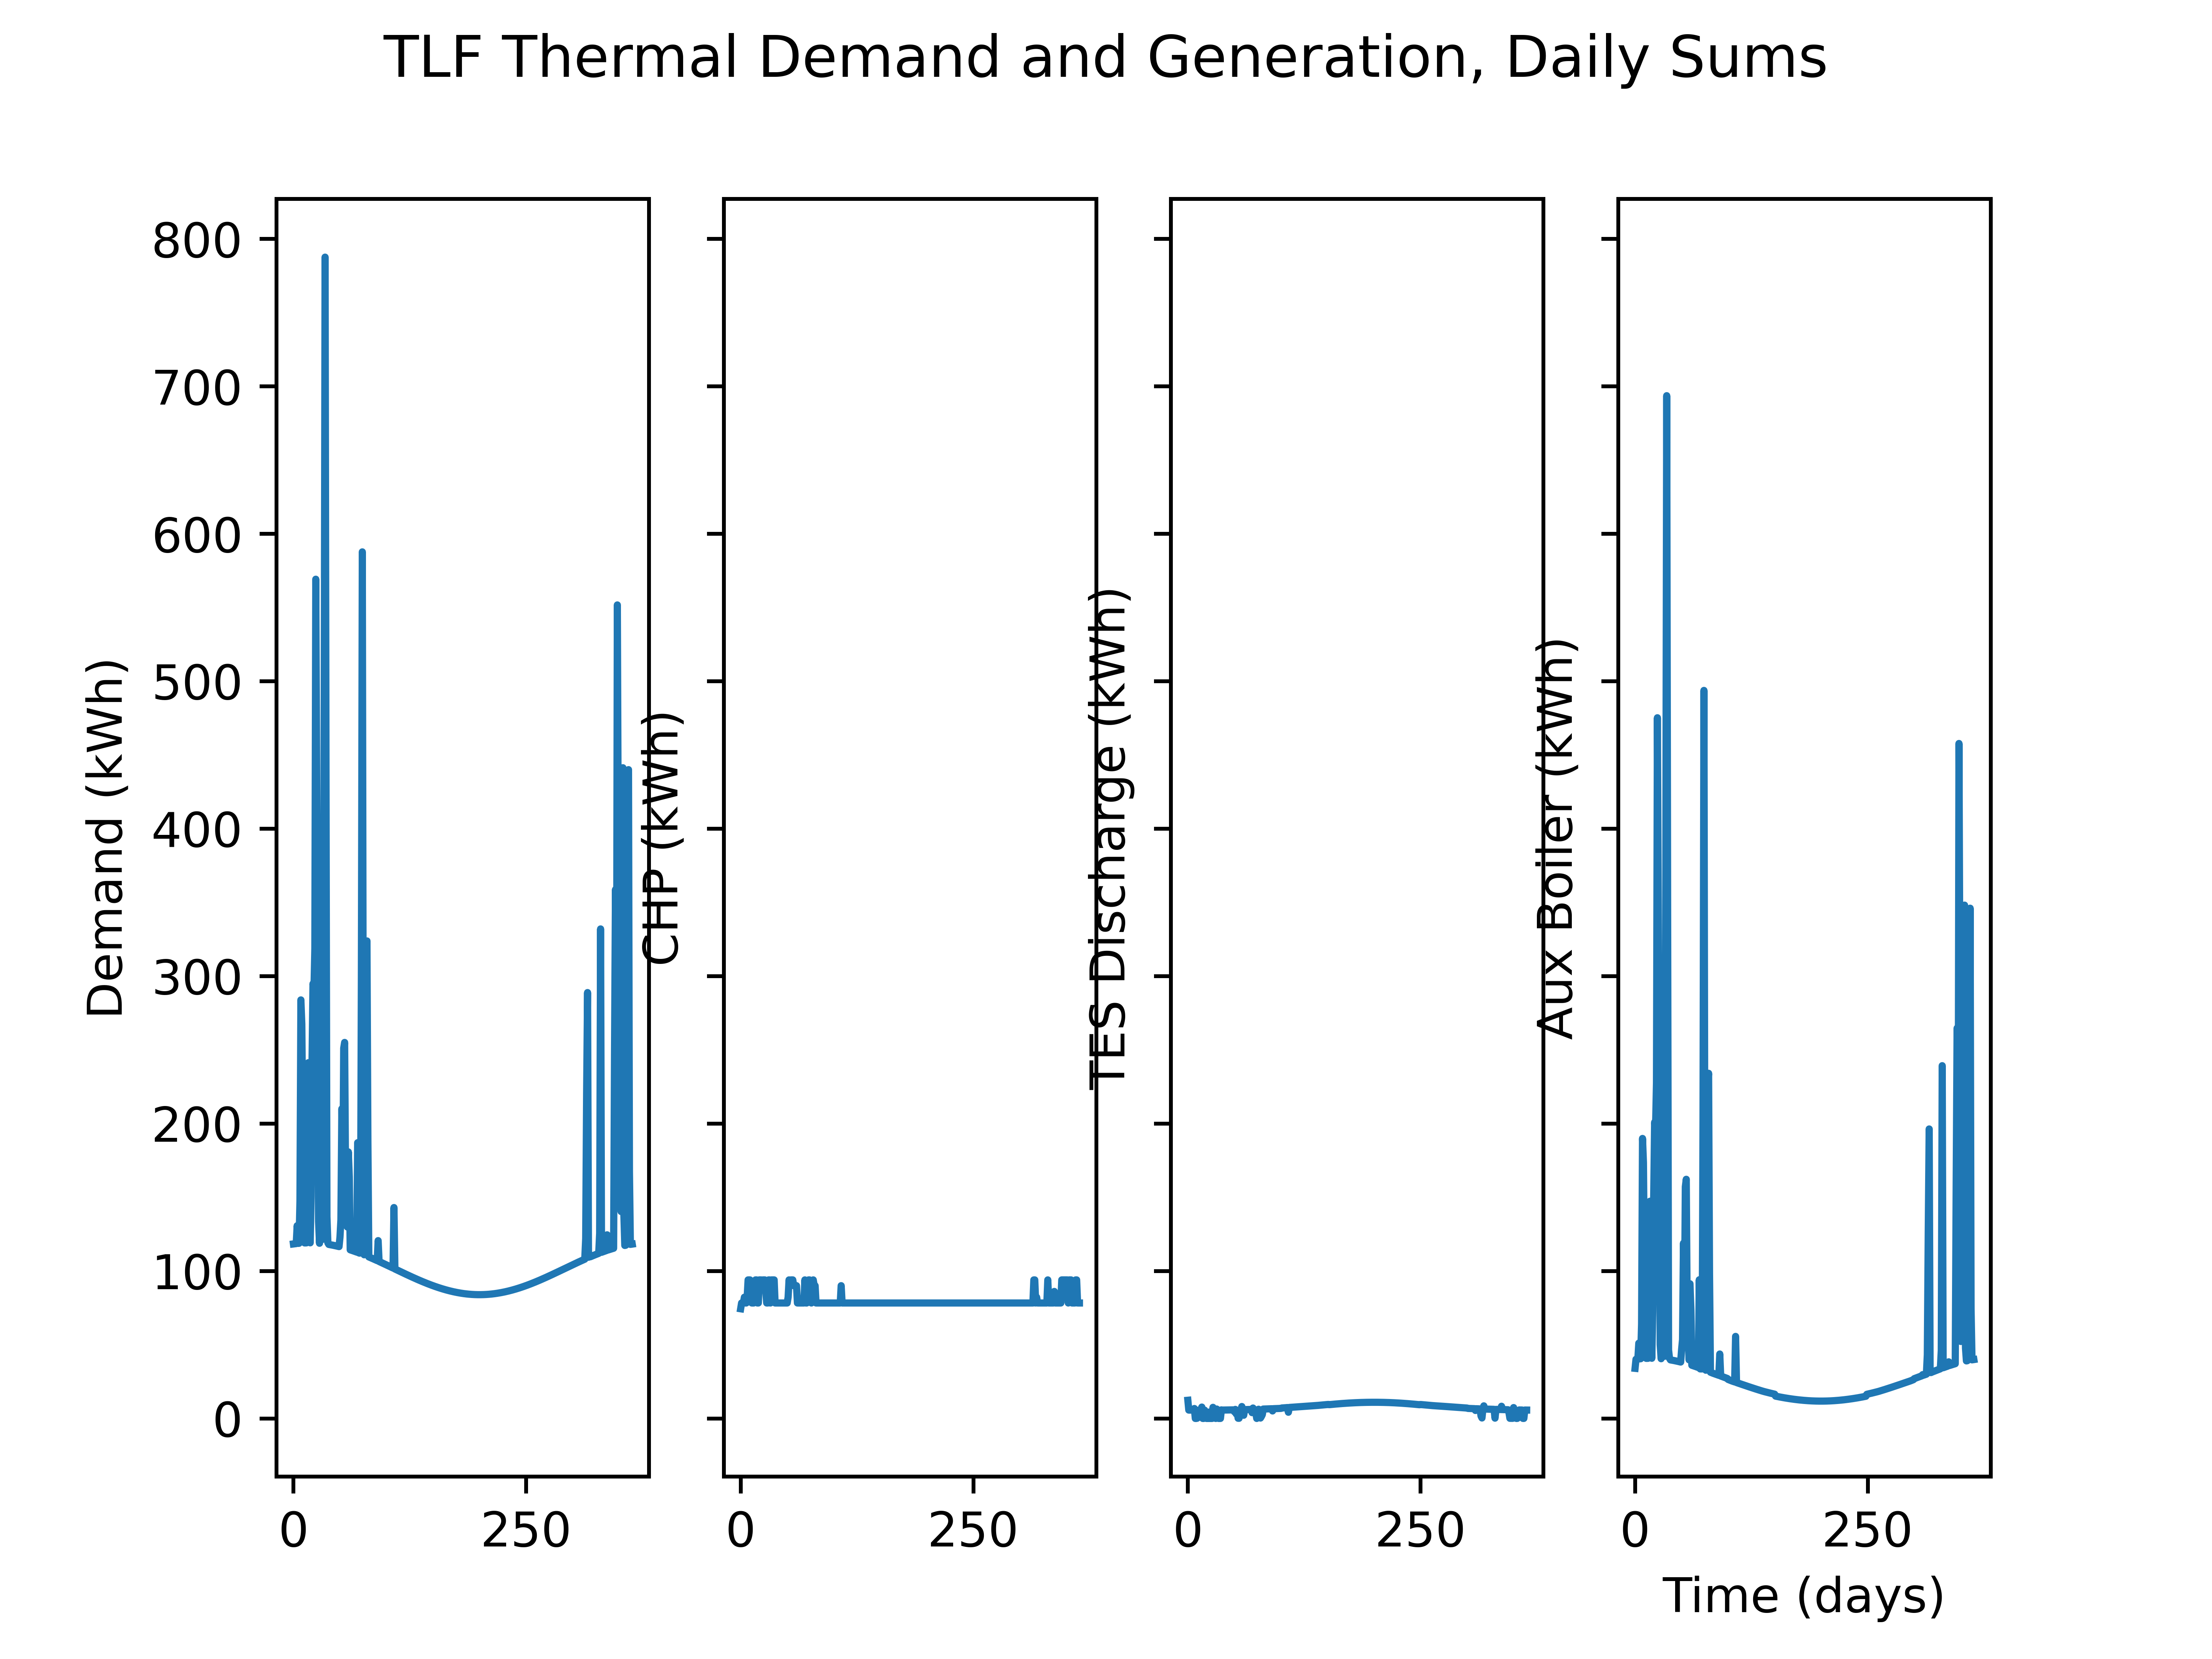 TLF Thermal Demand and Generation, Daily Sums
Demand (kWh)
800
700
600
500
400
300
200
100
0
CHP (kWh)
TES Discharge (kWh)
Aux Boiler (kWh)
0 250
0 250
0 250
0 250
Time (days)